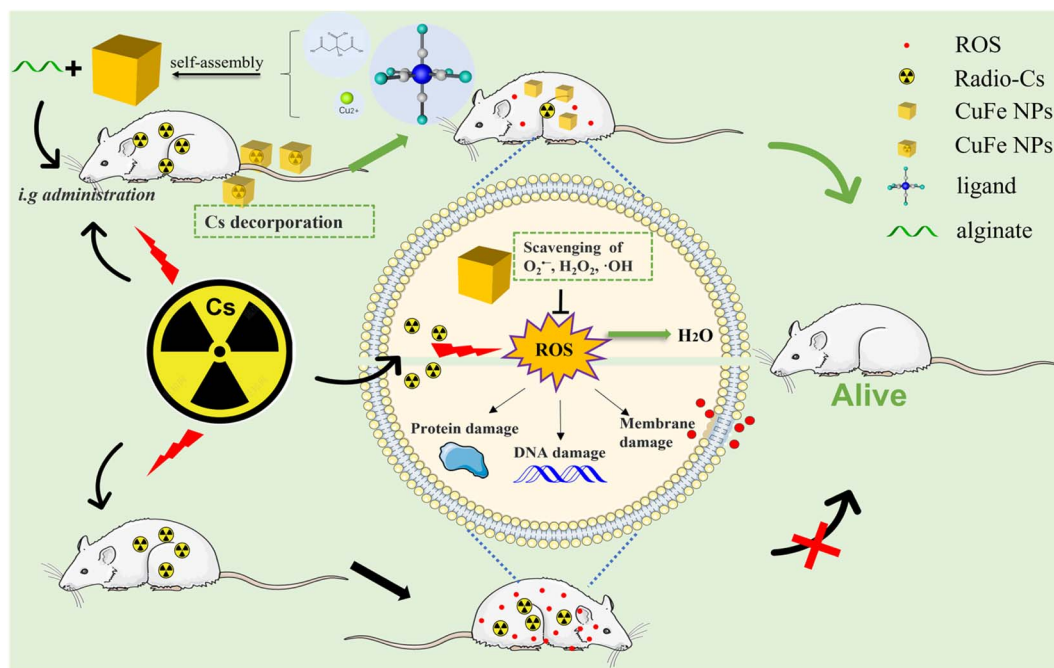 self-assembly
Cu2+
i.g administration
Cs decorporation
Cs
Scavenging of
O₂•⁻, H₂O₂, ·OH
ROS
H₂O
Protein damage
DNA damage
Membrane
damage
ROS
Radio-Cs
CuFe NPs
CuFe NPs
ligand
alginate
Alive